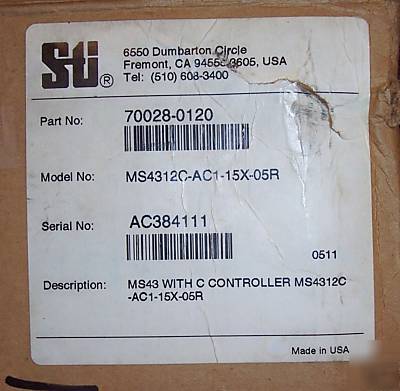 Sti®
6550 Dumbarton Circle
Fremont, CA 94555-3605, USA
Tel: (510) 608-3400
Part No: 70028-0120
Model No: MS4312C-AC1-15X-05R
Serial No: AC384111
0511
Description: MS43 WITH C CONTROLLER MS4312C
-AC1-15X-05R
Made in USA